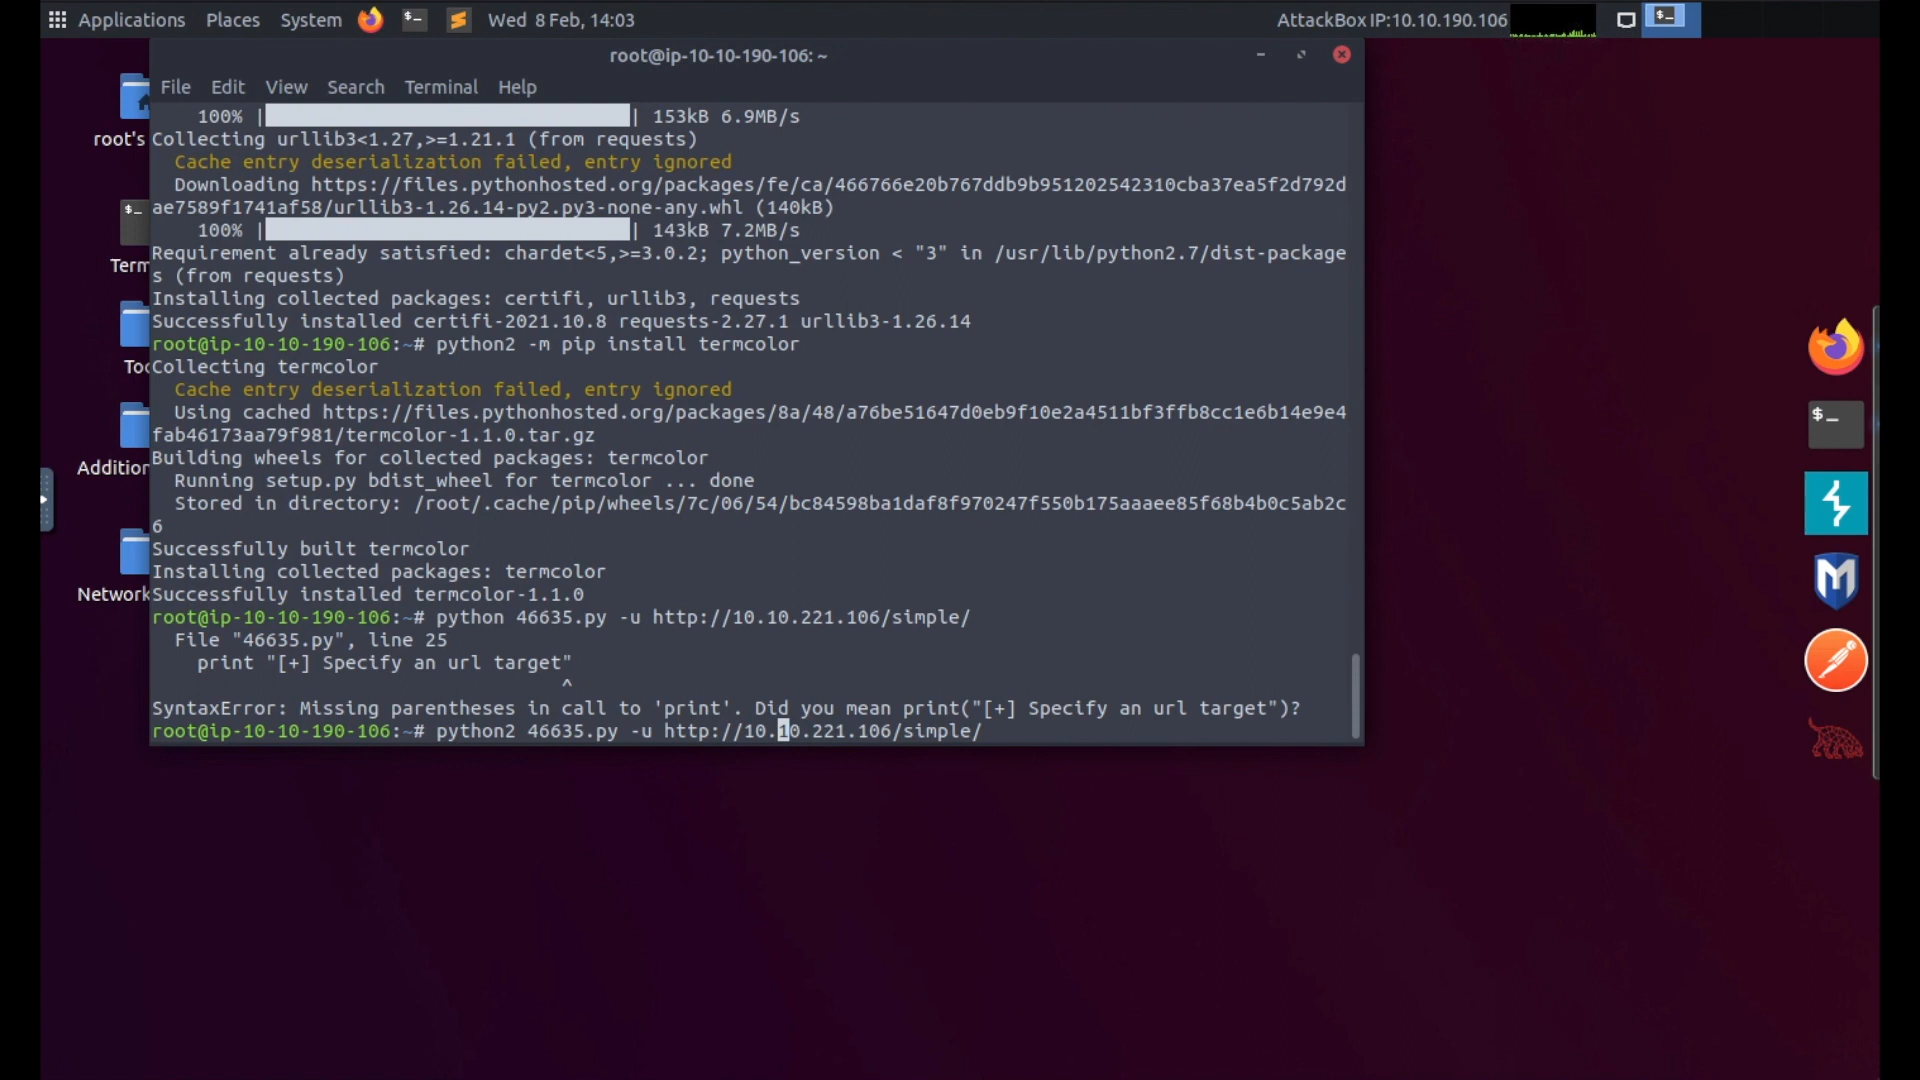 Applications Places System Wed 8 Feb, 14:03 AttackBox IP:10.10.190.106
root@ip-10-10-190-106: ~
File Edit View Search Terminal Help
100% | | 153kB 6.9MB/s
Collecting urllib3<1.27,>=1.21.1 (from requests)
Cache entry deserialization failed, entry ignored
Downloading https://files.pythonhosted.org/packages/fe/ca/466766e20b767ddb9b951202542310cba37ea5f2d792d
ae7589f1741af58/urllib3-1.26.14-py2.py3-none-any.whl (140kB)
100% | | 143kB 7.2MB/s
Requirement already satisfied: chardet<5,>=3.0.2; python_version < "3" in /usr/lib/python2.7/dist-package
s (from requests)
Installing collected packages: certifi, urllib3, requests
Successfully installed certifi-2021.10.8 requests-2.27.1 urllib3-1.26.14
root@ip-10-10-190-106:~# python2 -m pip install termcolor
Collecting termcolor
Cache entry deserialization failed, entry ignored
Using cached https://files.pythonhosted.org/packages/8a/48/a76be51647d0eb9f10e2a4511bf3ffb8cc1e6b14e9e4
fab46173aa79f981/termcolor-1.1.0.tar.gz
Building wheels for collected packages: termcolor
Running setup.py bdist_wheel for termcolor ... done
Stored in directory: /root/.cache/pip/wheels/7c/06/54/bc84598ba1daf8f970247f550b175aaaee85f68b4b0c5ab2c
6
Successfully built termcolor
Installing collected packages: termcolor
Successfully installed termcolor-1.1.0
root@ip-10-10-190-106:~# python 46635.py -u http://10.10.221.106/simple/
File "46635.py", line 25
print "[+] Specify an url target"
^
SyntaxError: Missing parentheses in call to 'print'. Did you mean print("[+] Specify an url target")?
root@ip-10-10-190-106:~# python2 46635.py -u http://10.10.221.106/simple/
root's
Term
Too
Addition
Network
$_